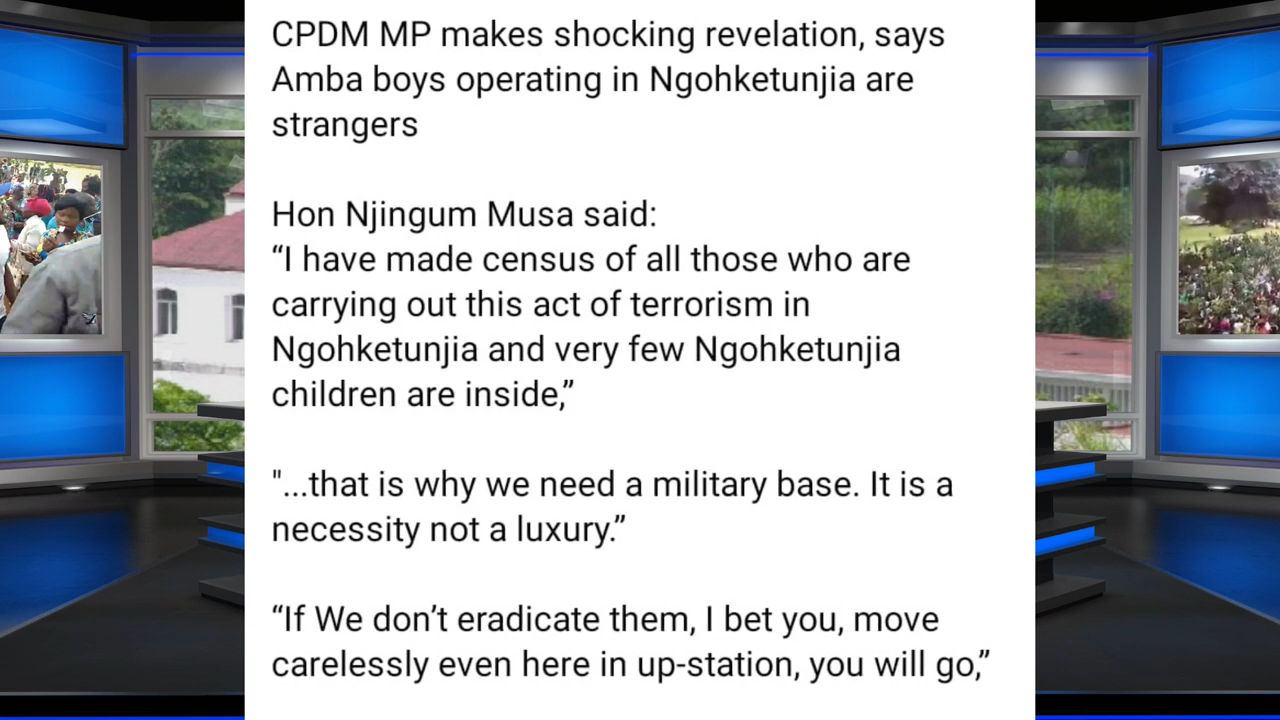 CPDM MP makes shocking revelation, says
Amba boys operating in Ngohketunjia are
strangers
Hon Njingum Musa said:
“I have made census of all those who are
carrying out this act of terrorism in
Ngohketunjia and very few Ngohketunjia
children are inside,”
"...that is why we need a military base. It is a
necessity not a luxury.”
“If We don’t eradicate them, I bet you, move
carelessly even here in up-station, you will go,”